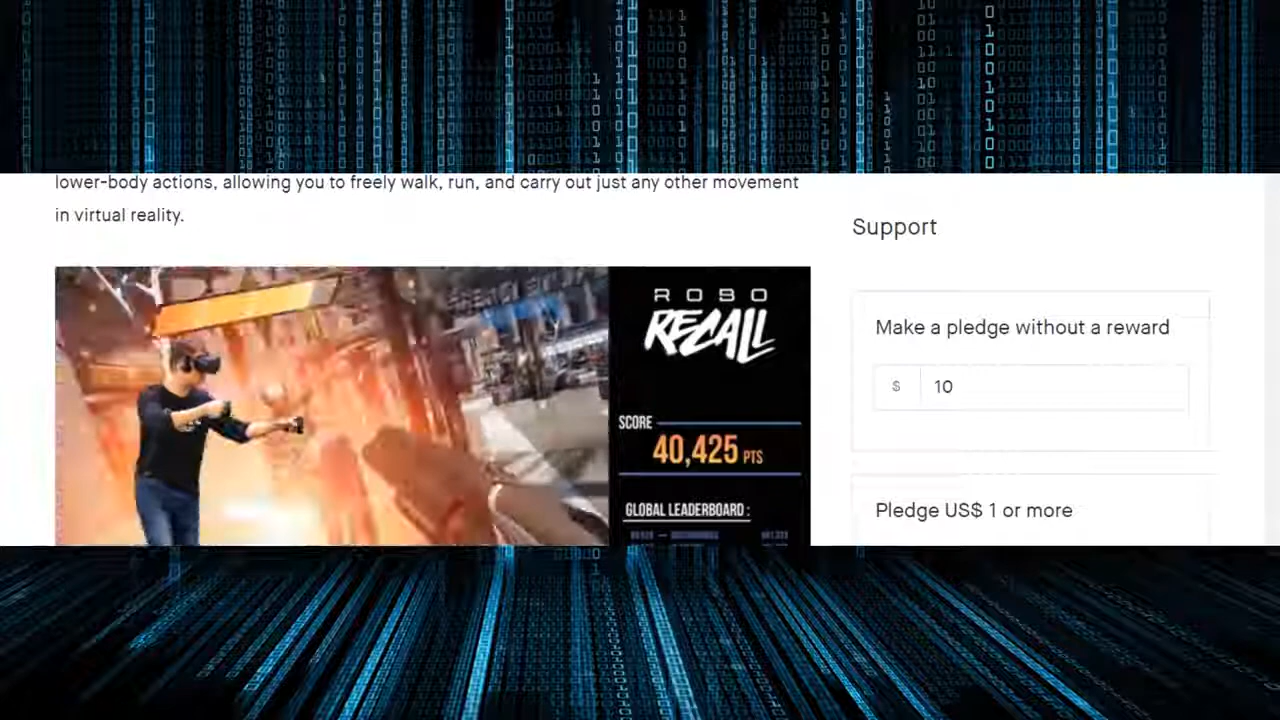 lower-body actions, allowing you to freely walk, run, and carry out just any other movement
in virtual reality.
ROBO
RECALL
SCORE
40,425 PTS
GLOBAL LEADERBOARD :
Support
Make a pledge without a reward
$ 10
Pledge US$ 1 or more